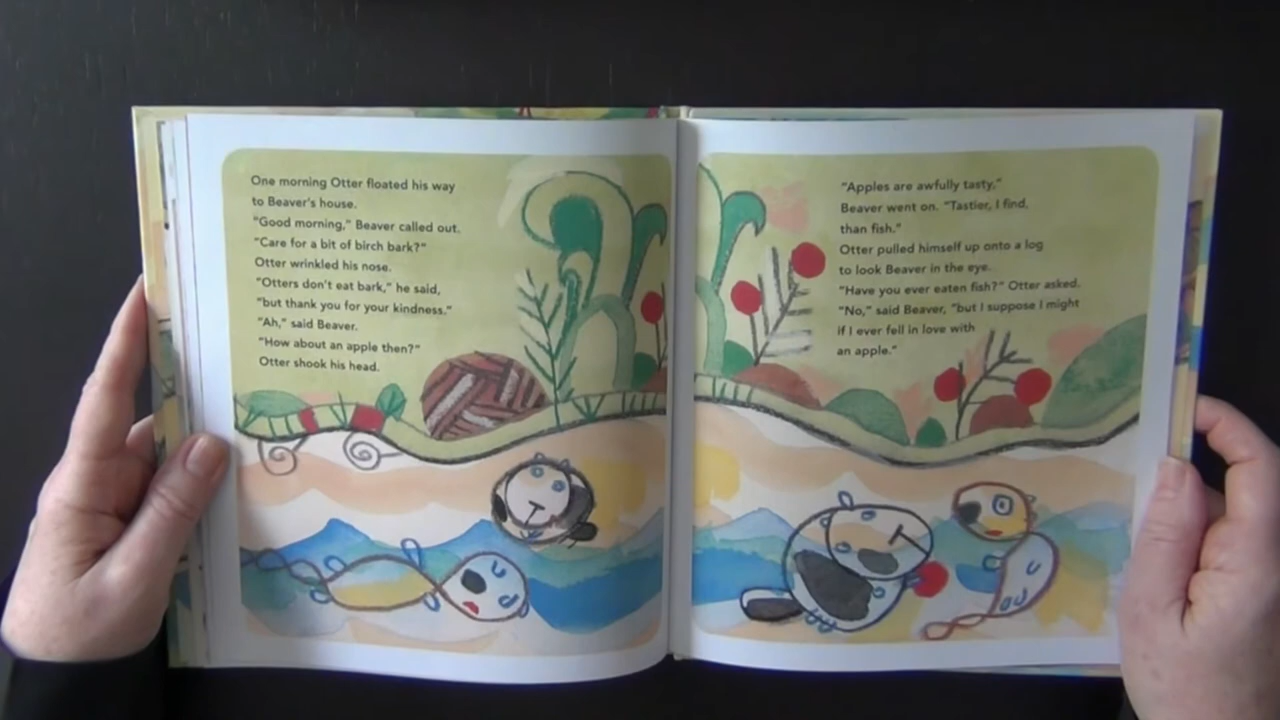 One morning Otter floated his way
to Beaver's house.
"Good morning," Beaver called out.
"Care for a bit of birch bark?"
Otter wrinkled his nose.
"Otters don't eat bark," he said,
"but thank you for your kindness."
"Ah," said Beaver.
"How about an apple then?"
Otter shook his head.
"Apples are awfully tasty,"
Beaver went on. "Tastier, I find,
than fish."
Otter pulled himself up onto a log
to look Beaver in the eye.
"Have you ever eaten fish?" Otter asked.
"No," said Beaver, "but I suppose I might
if I ever fell in love with
an apple."